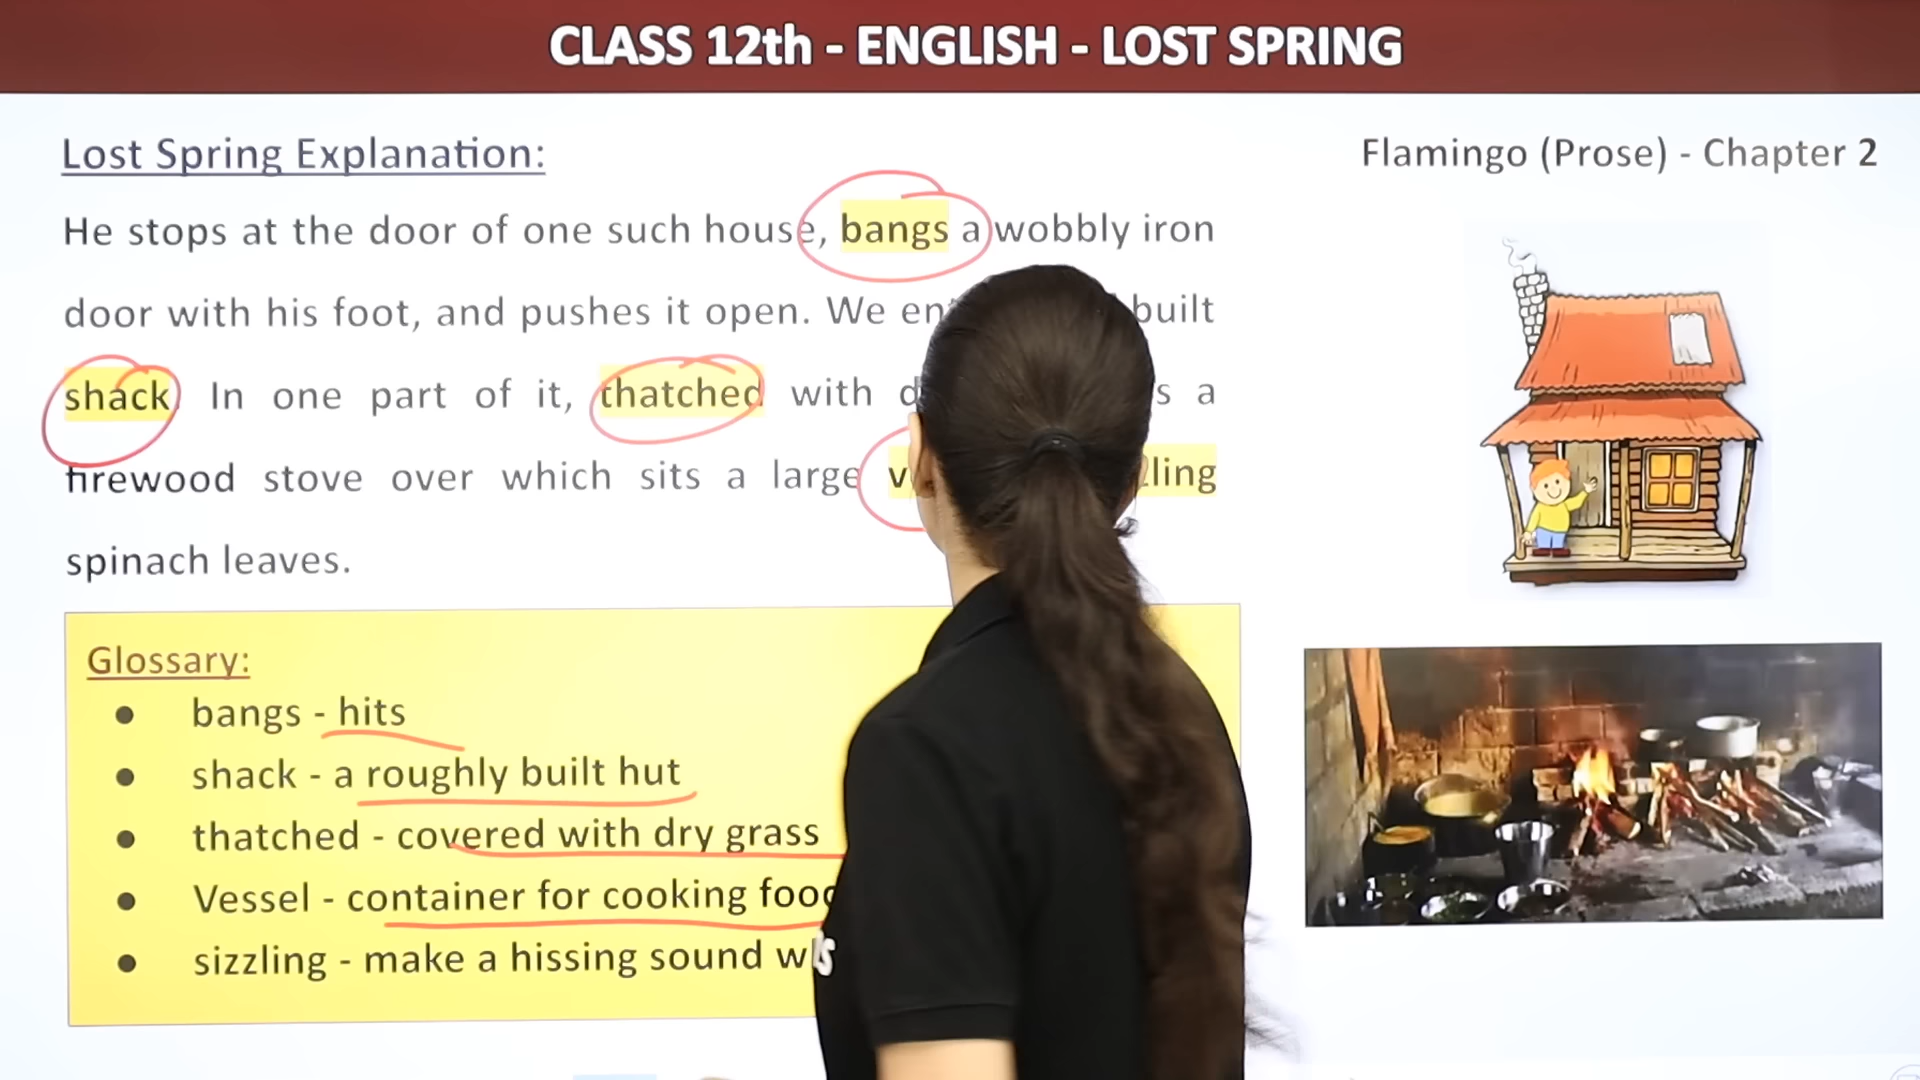 CLASS 12th - ENGLISH - LOST SPRING
Lost Spring Explanation:
Flamingo (Prose) - Chapter 2
He stops at the door of one such house, bangs a wobbly iron
door with his foot, and pushes it open. We built
shack In one part of it, thatched with a
firewood stove over which sits a large
spinach leaves.
Glossary:
● bangs - hits
● shack - a roughly built hut
● thatched - covered with dry grass
● Vessel - container for cooking
● sizzling - make a hissing sound